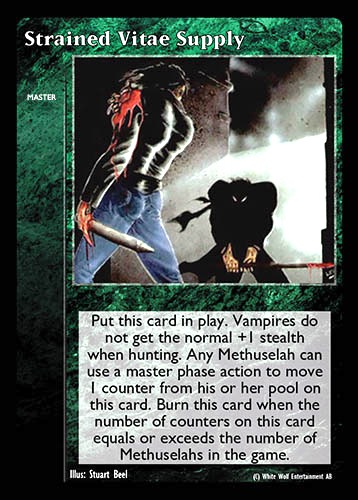 Strained Vitae Supply
MASTER
Put this card in play. Vampires do
not get the normal +1 stealth
when hunting. Any Methuselah can
use a master phase action to move
1 counter from his or her pool on
this card. Burn this card when the
number of counters on this card
equals or exceeds the number of
Methuselahs in the game.
Illus: Stuart Beel
(C) White Wolf Entertainment AB